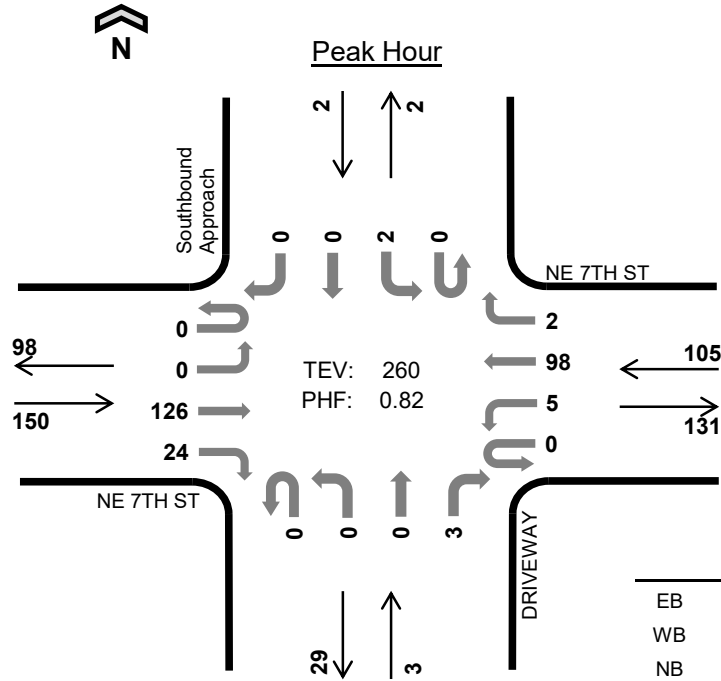 N
Peak Hour
2
2
Southbound
Approach
0
0
2
0
NE 7TH ST
0
2
98
0
TEV: 260
98
105
150
126
PHF: 0.82
5
131
24
0
NE 7TH ST
0
0
0
3
DRIVEWAY
29
3
EB
WB
NB